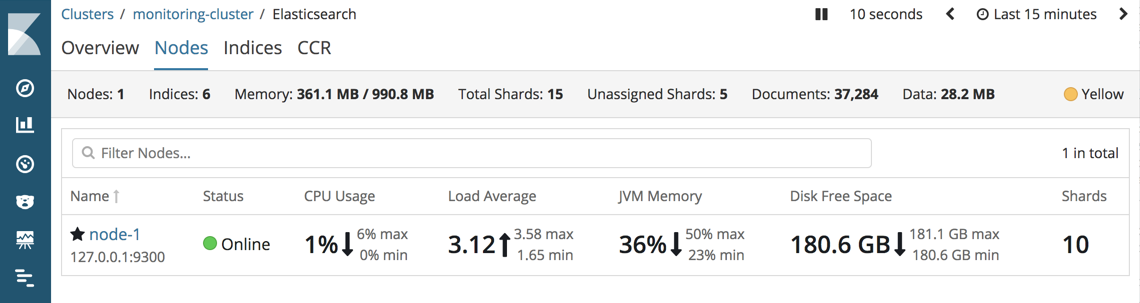 Clusters / monitoring-cluster / Elasticsearch 10 seconds Last 15 minutes
Overview Nodes Indices CCR
Nodes: 1 Indices: 6 Memory: 361.1 MB / 990.8 MB Total Shards: 15 Unassigned Shards: 5 Documents: 37,284 Data: 28.2 MB Yellow
Filter Nodes... 1 in total
Name Status CPU Usage Load Average JVM Memory Disk Free Space Shards
node-1 Online 1% 6% max 3.12 3.58 max 36% 50% max 180.6 GB 181.1 GB max 10
127.0.0.1:9300 0% min 1.65 min 23% min 180.6 GB min